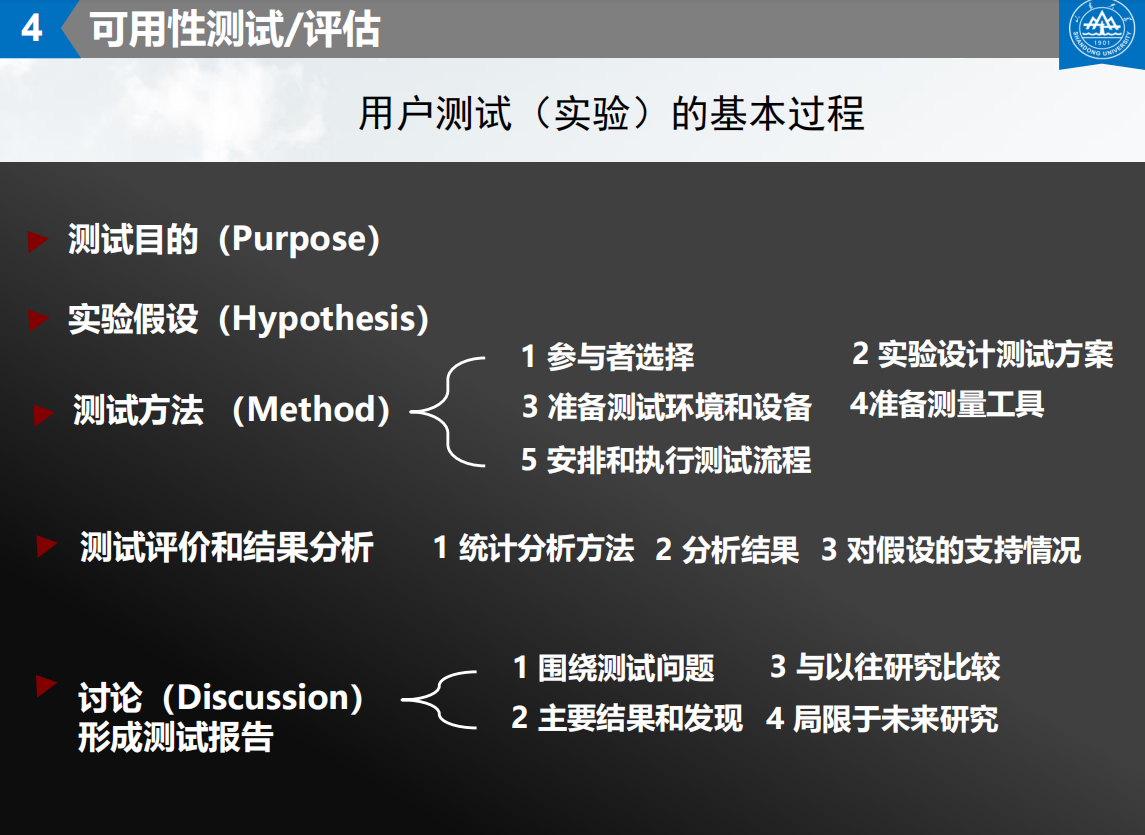 4 可用性测试/评估
1901
SHANDONG UNIVERSITY
用户测试（实验）的基本过程
测试目的（Purpose）
实验假设（Hypothesis）
测试方法 （Method）
1 参与者选择
2 实验设计测试方案
3 准备测试环境和设备
4准备测量工具
5 安排和执行测试流程
测试评价和结果分析
1 统计分析方法 2 分析结果 3 对假设的支持情况
讨论（Discussion）
形成测试报告
1 围绕测试问题
3 与以往研究比较
2 主要结果和发现
4 局限于未来研究